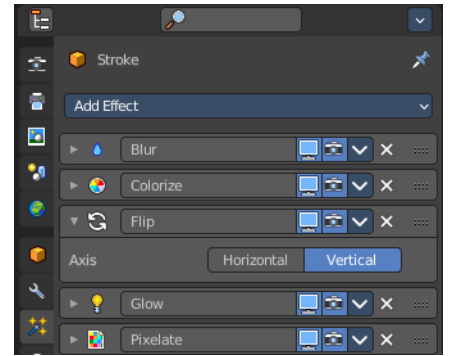 Stroke
Add Effect
Blur
Colorize
Flip
Axis Horizontal Vertical
Glow
Pixelate